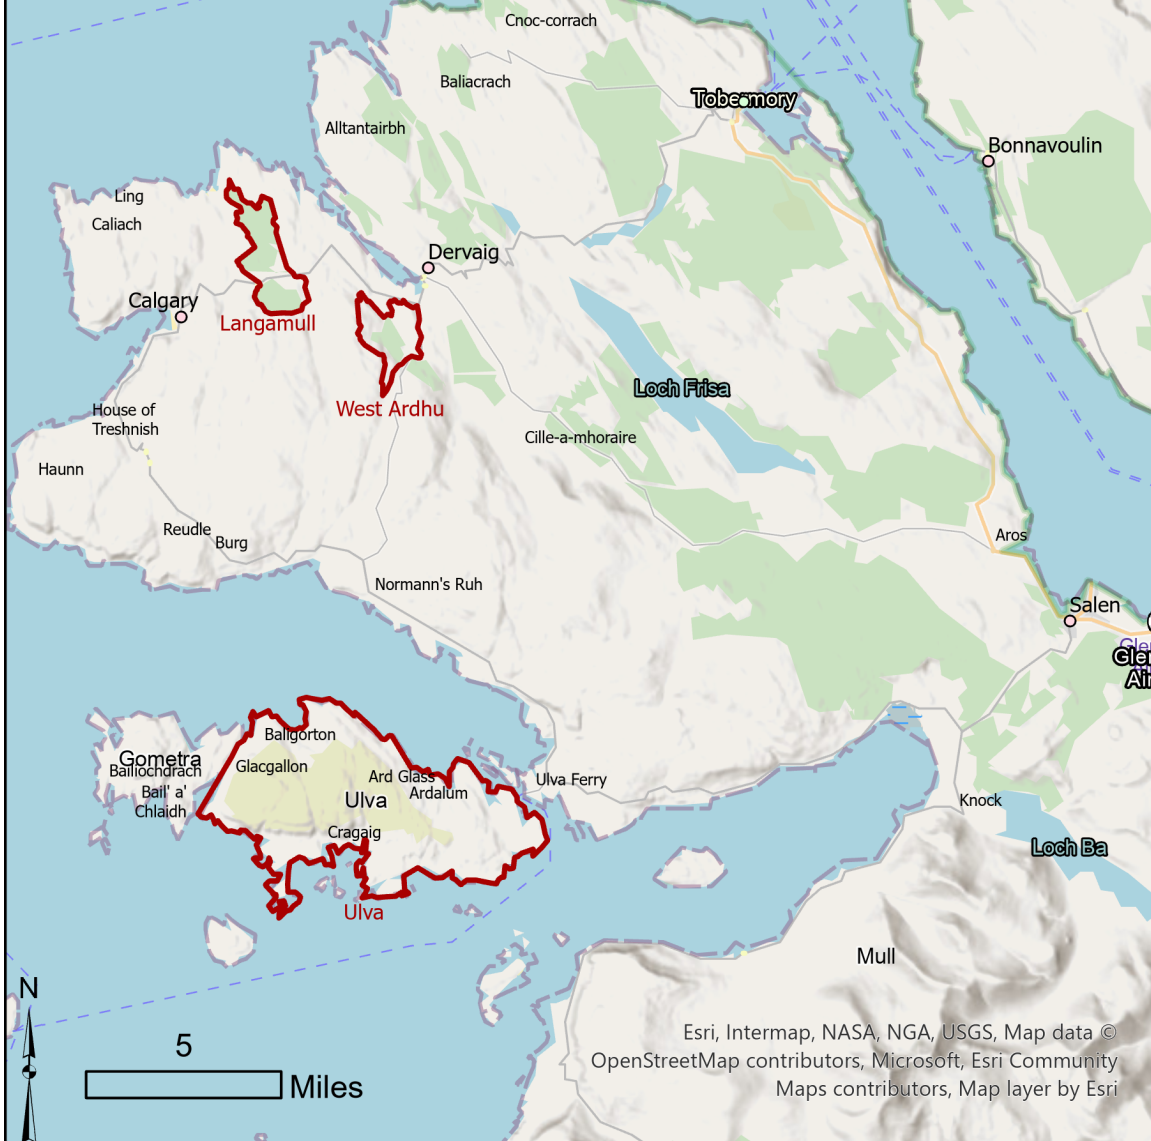 Cnoc-corrach
Baliacrach
Tobermory
Alltantairbh
Bonnavoulin
Ling
Caliach
Dervaig
Calgary
Langamull
Loch Frisa
West Ardhu
House of
Treshnish
Cille-a-mhoraire
Haunn
Reudle
Burg
Aros
Normann's Ruh
Salen
Glen
Air
Ballgorton
Gometra
Glacgallon
Bailiochdrach
Ard Glass
Ulva Ferry
Bail' a'
Chlaidh
Ardalum
Ulva
Knock
Cragaig
Loch Ba
Ulva
Mull
N
5
Miles
Esri, Intermap, NASA, NGA, USGS, Map data ©
OpenStreetMap contributors, Microsoft, Esri Community
Maps contributors, Map layer by Esri